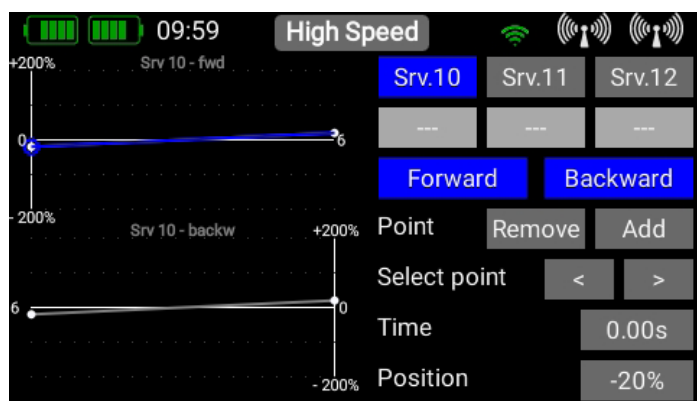 09:59 High Speed
+200% Srv 10 - fwd
0 6
- 200%
Srv 10 - backw +200%
6 0
- 200%
Srv.10 Srv.11 Srv.12
--- --- ---
Forward Backward
Point Remove Add
Select point < >
Time 0.00s
Position -20%